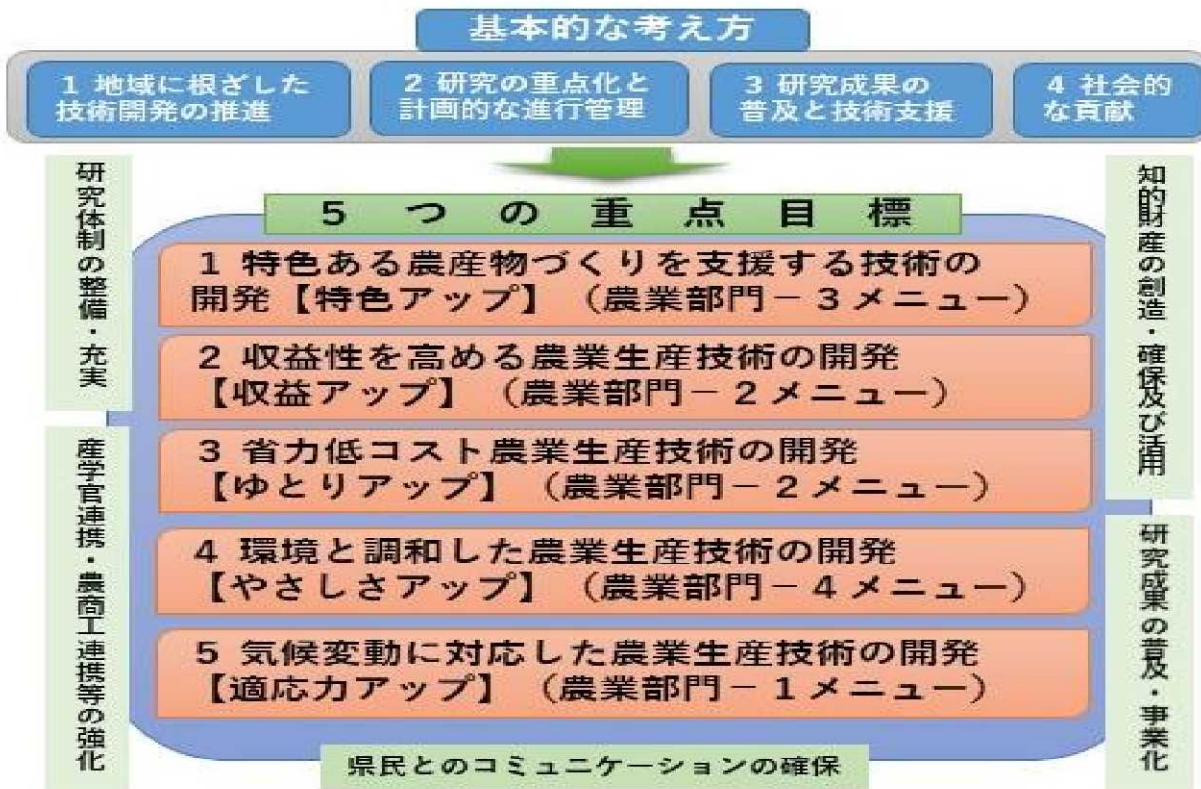 基本的な考え方
1 地域に根ざした
技術開発の推進
2 研究の重点化と
計画的な進行管理
3 研究成果の
普及と技術支援
4 社会的
な貢献
研究体制の整備・充実
産学官連携・農商工連携等の強化
5つの重点目標
1 特色ある農産物づくりを支援する技術の
開発【特色アップ】（農業部門－3メニュー）
2 収益性を高める農業生産技術の開発
【収益アップ】（農業部門－2メニュー）
3 省力低コスト農業生産技術の開発
【ゆとりアップ】（農業部門－2メニュー）
4 環境と調和した農業生産技術の開発
【やさしさアップ】（農業部門－4メニュー）
5 気候変動に対応した農業生産技術の開発
【適応力アップ】（農業部門－1メニュー）
知的財産の創造・確保及び活用
研究成果の普及・事業化
県民とのコミュニケーションの確保